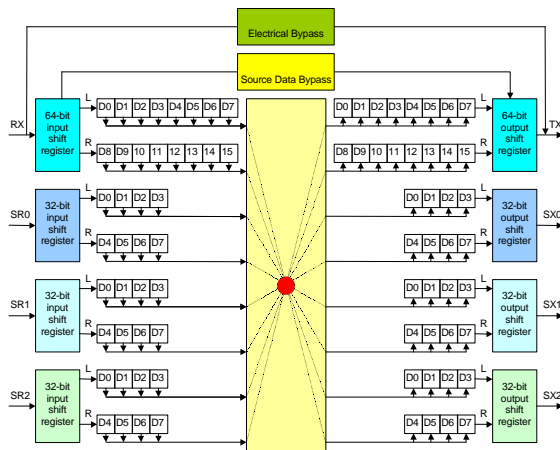 Electrical Bypass
Source Data Bypass
RX
64-bit
input
shift
register
L
D0 D1 D2 D3 D4 D5 D6 D7
R
D8 D9 10 11 12 13 14 15
D0 D1 D2 D3 D4 D5 D6 D7
L
D8 D9 10 11 12 13 14 15
R
64-bit
output
shift
register
TX
SR0
32-bit
input
shift
register
L
D0 D1 D2 D3
R
D4 D5 D6 D7
D0 D1 D2 D3
L
D4 D5 D6 D7
R
32-bit
output
shift
register
SX0
SR1
32-bit
input
shift
register
L
D0 D1 D2 D3
R
D4 D5 D6 D7
D0 D1 D2 D3
L
D4 D5 D6 D7
R
32-bit
output
shift
register
SX1
SR2
32-bit
input
shift
register
L
D0 D1 D2 D3
R
D4 D5 D6 D7
D0 D1 D2 D3
L
D4 D5 D6 D7
R
32-bit
output
shift
register
SX2